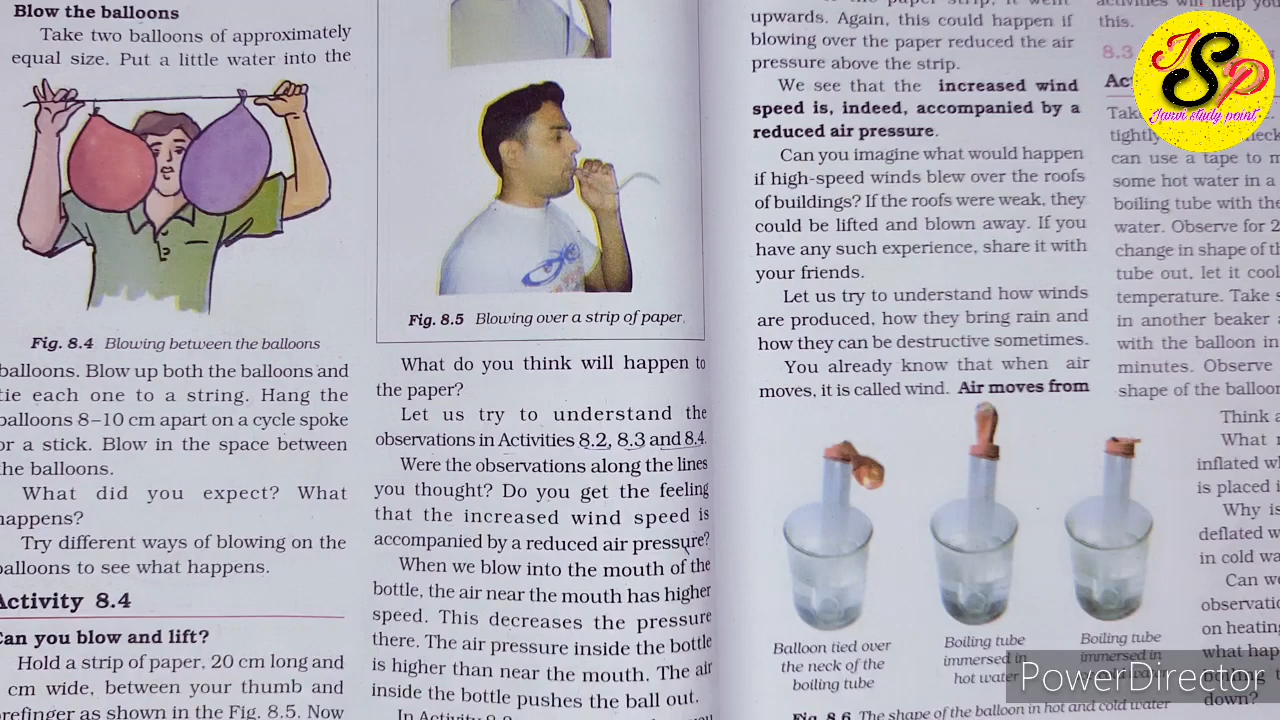 Blow the balloons
Take two balloons of approximately
equal size. Put a little water into the
Fig. 8.4 Blowing between the balloons
balloons. Blow up both the balloons and
tie each one to a string. Hang the
balloons 8–10 cm apart on a cycle spoke
or a stick. Blow in the space between
the balloons.
What did you expect? What
happens?
Try different ways of blowing on the
balloons to see what happens.
Activity 8.4
Can you blow and lift?
Hold a strip of paper, 20 cm long and
cm wide, between your thumb and
forefinger as shown in the Fig. 8.5. Now
Fig. 8.5 Blowing over a strip of paper.
What do you think will happen to
the paper?
Let us try to understand the
observations in Activities 8.2, 8.3 and 8.4.
Were the observations along the lines
you thought? Do you get the feeling
that the increased wind speed is
accompanied by a reduced air pressure?
When we blow into the mouth of the
bottle, the air near the mouth has higher
speed. This decreases the pressure
there. The air pressure inside the bottle
is higher than near the mouth. The air
inside the bottle pushes the ball out.
paper strip, it went
upwards. Again, this could happen if
blowing over the paper reduced the air
pressure above the strip.
We see that the increased wind
speed is, indeed, accompanied by a
reduced air pressure.
Can you imagine what would happen
if high-speed winds blew over the roofs
of buildings? If the roofs were weak, they
could be lifted and blown away. If you
have any such experience, share it with
your friends.
Let us try to understand how winds
are produced, how they bring rain and
how they can be destructive sometimes.
You already know that when air
moves, it is called wind. Air moves from
Balloon tied over
the neck of the
boiling tube
Boiling tube
immersed in
hot water
Boiling tube
immersed in
Fig. 8.6 The shape of the balloon in hot and cold water
activities will help you
this.
8.3
Act
Tak
tightly neck
can use a tape to m
some hot water in a
boiling tube with the
water. Observe for 2
change in shape of th
tube out, let it cool
temperature. Take s
in another beaker a
with the balloon in
minutes. Observe
shape of the balloon
Think a
What
inflated wh
is placed i
Why is
deflated w
in cold wa
Can we
observatio
on heating
what hap
down?
JSP
Janvi study point
PowerDirector